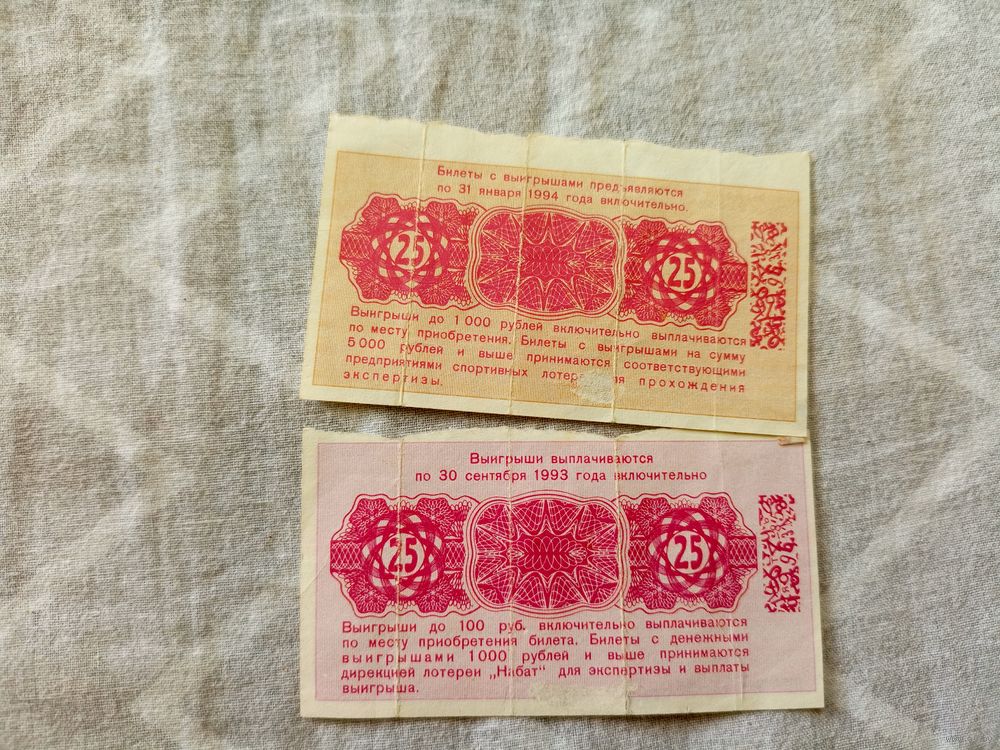 Билеты с выигрышами предъявляются
по 31 января 1994 года включительно.
25
25
Выигрыши до 1 000 рублей включительно выплачиваются
по месту приобретения. Билеты с выигрышами на сумму
5 000 рублей и выше принимаются соответствующими
предприятиями спортивных прохождения
экспертизы.
Выигрыши выплачиваются
по 30 сентября 1993 года включительно
25
25
Выигрыши до 100 руб. включительно выплачиваются
по месту приобретения билета. Билеты с денежными
выигрышами 1 000 рублей и выше принимаются
дирекцией лотереи „Набат“ для экспертизы и выплаты
выигрыша.